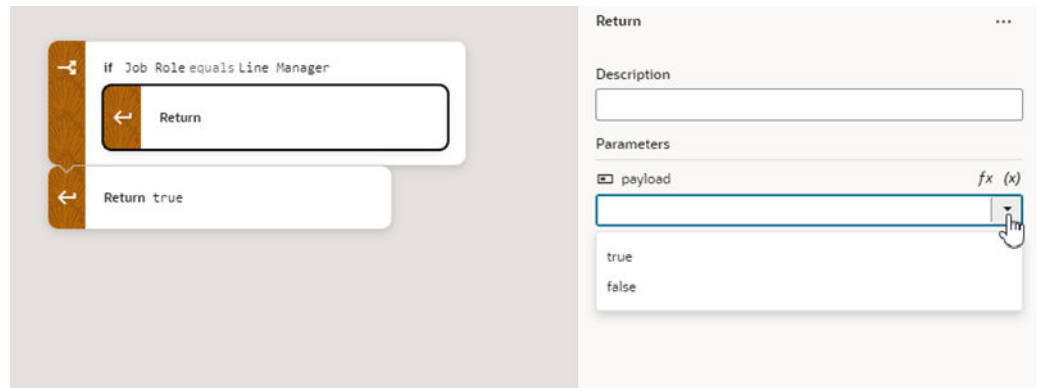 if Job Role equals Line Manager
Return
Return true
Return
...
Description
Parameters
payload
fx (x)
true
false